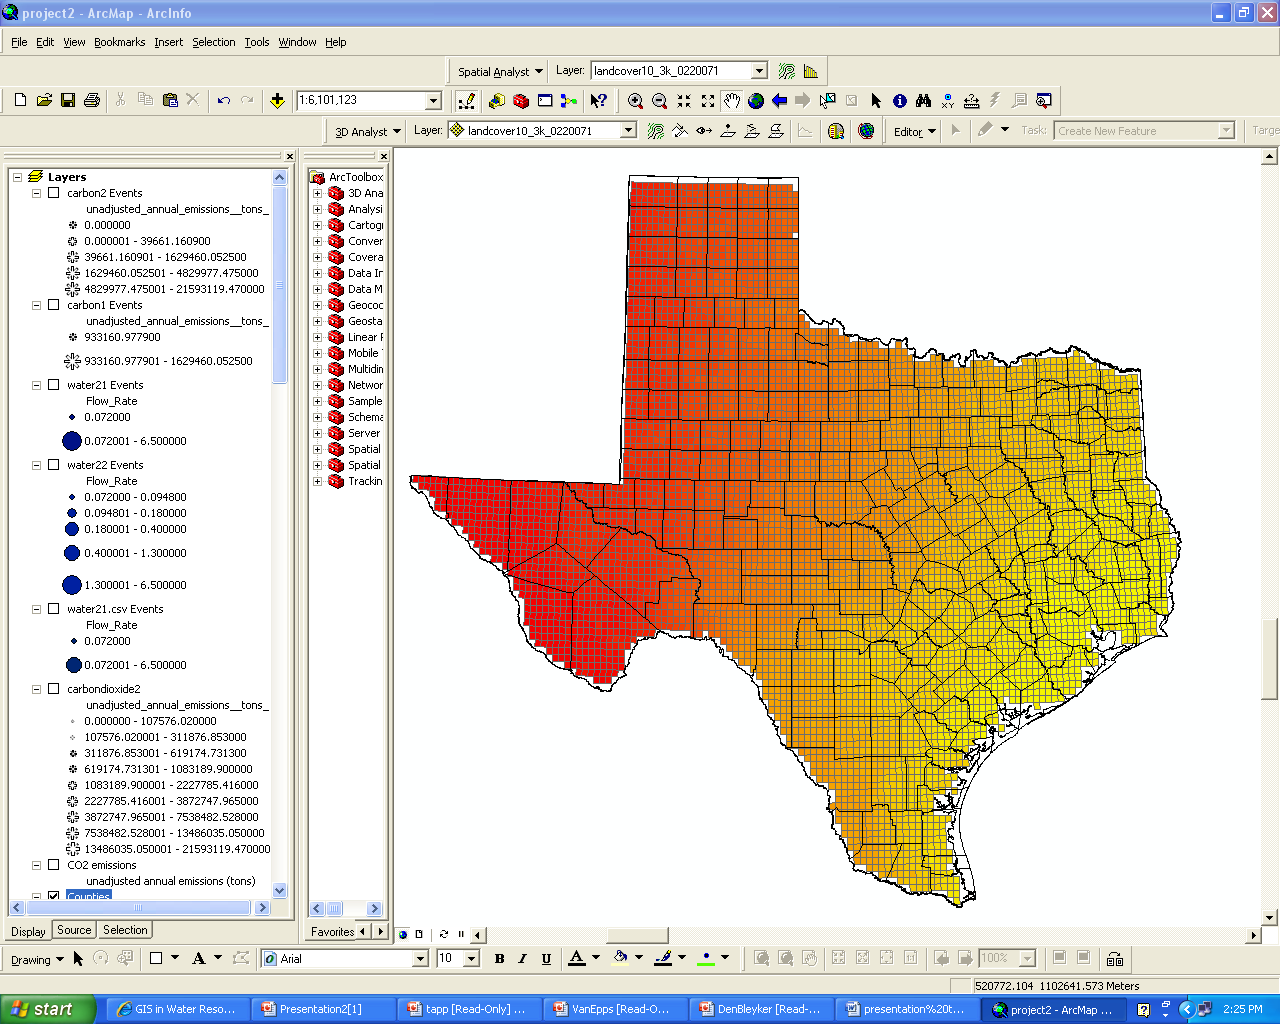 project2 - ArcMap - ArcInfo
File Edit View Bookmarks Insert Selection Tools Window Help
Spatial Analyst Layer: landcover10_3k_0220071
1:6,101,123
3D Analyst Layer: landcover10_3k_0220071 Editor Task: Create New Feature Targe
Layers
carbon2 Events
unadjusted_annual_emissions__tons_
0.000000
0.000001 - 39661.160900
39661.160901 - 1629460.052500
1629460.052501 - 4829977.475000
4829977.475001 - 21593119.470000
carbon1 Events
unadjusted_annual_emissions__tons_
933160.977900
933160.977901 - 1629460.052500
water21 Events
Flow_Rate
0.072000
0.072001 - 6.500000
water22 Events
Flow_Rate
0.072000 - 0.094800
0.094801 - 0.180000
0.180001 - 0.400000
0.400001 - 1.300000
1.300001 - 6.500000
water21.csv Events
Flow_Rate
0.072000
0.072001 - 6.500000
carbondioxide2
unadjusted_annual_emissions__tons_
0.000000 - 107576.020000
107576.020001 - 311876.853000
311876.853001 - 619174.731300
619174.731301 - 1083189.900000
1083189.900001 - 2227785.416000
2227785.416001 - 3872747.965000
3872747.965001 - 7538482.528000
7538482.528001 - 13486035.050000
13486035.050001 - 21593119.470000
CO2 emissions
unadjusted annual emissions (tons)
Counties
Display Source Selection
ArcToolbox
3D Ana
Analysi
Cartog
Conver
Covera
Data In
Data M
Geocoo
Geosta
Linear F
Mobile
Multidin
Networ
Sample
Schema
Server
Spatial
Spatial
Trackin
Favorites
Drawing A Arial 10 B I U A 100%
520772.104 1102641.573 Meters
start GIS in Water Reso... Presentation2[1] tapp [Read-Only] ... VanEpps [Read-O... DenBleyker [Read-... presentation%20t... project2 - ArcMap ... 2:25 PM